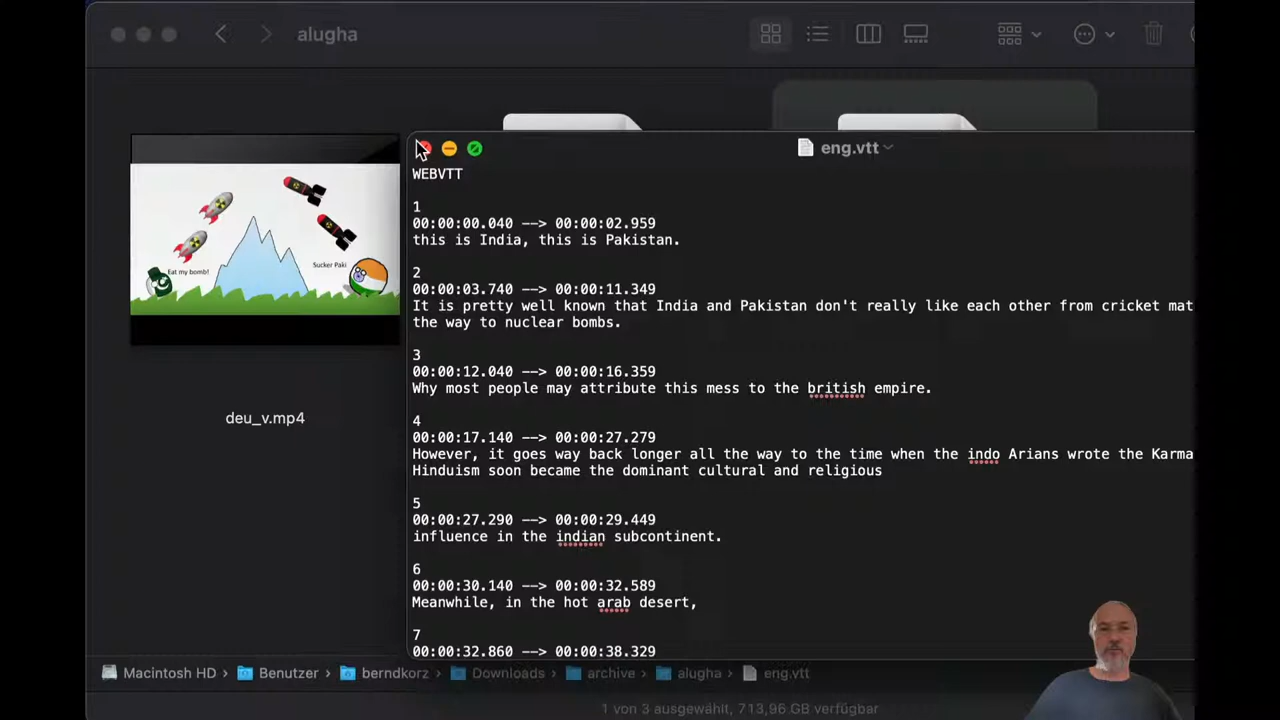 alugha
eng.vtt
WEBVTT
1
00:00:00.040 --> 00:00:02.959
this is India, this is Pakistan.
2
00:00:03.740 --> 00:00:11.349
It is pretty well known that India and Pakistan don't really like each other from cricket mat
the way to nuclear bombs.
3
00:00:12.040 --> 00:00:16.359
Why most people may attribute this mess to the british empire.
4
00:00:17.140 --> 00:00:27.279
However, it goes way back longer all the way to the time when the indo Arians wrote the Karma
Hinduism soon became the dominant cultural and religious
5
00:00:27.290 --> 00:00:29.449
influence in the indian subcontinent.
6
00:00:30.140 --> 00:00:32.589
Meanwhile, in the hot arab desert,
7
00:00:32.860 --> 00:00:38.329
Eat my bomb!
Sucker Paki
deu_v.mp4
Macintosh HD › Benutzer › berndkorz › Downloads › archive › alugha › eng.vtt
1 von 3 ausgewählt, 713,96 GB verfügbar